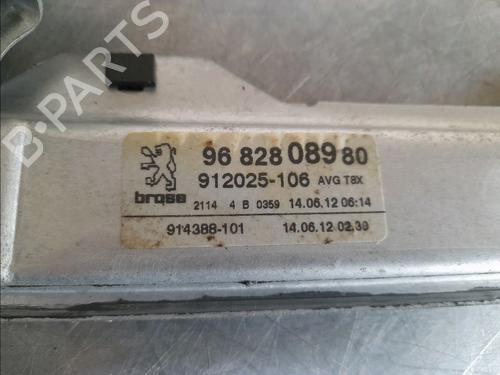 B-PARTS
96 828 089 80
912025-106 AVG T8X
brose
2114 4 B 0359 14.06.12 06:14
914388-101 14.06.12 02:30